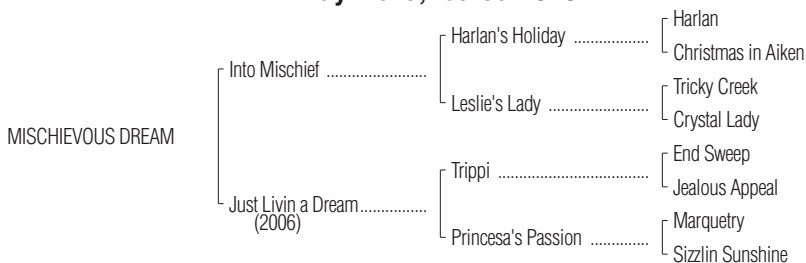 Harlan
Harlan's Holiday ..................
Christmas in Aiken
Into Mischief ........................
Tricky Creek
Leslie's Lady ........................
Crystal Lady
MISCHIEVOUS DREAM
End Sweep
Trippi ....................................
Jealous Appeal
Just Livin a Dream................
(2006)
Marquetry
Princesa's Passion ..............
Sizzlin Sunshine